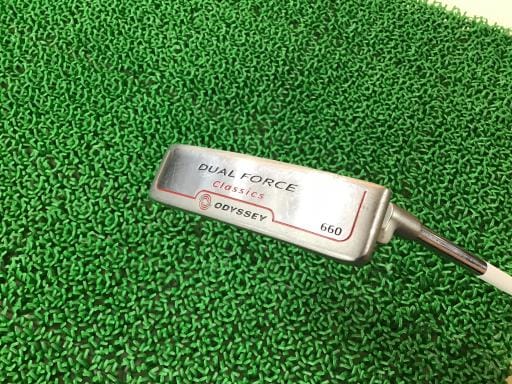 DUAL FORCE
Classics
ODYSSEY
660